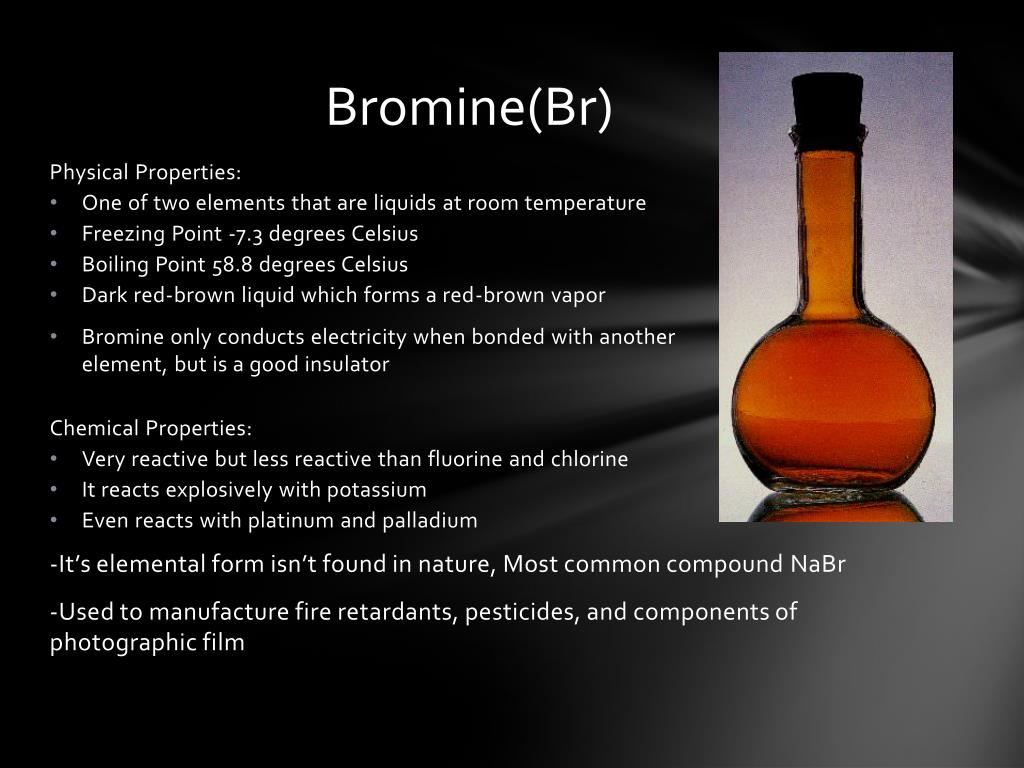 Bromine(Br)
Physical Properties:
• One of two elements that are liquids at room temperature
• Freezing Point -7.3 degrees Celsius
• Boiling Point 58.8 degrees Celsius
• Dark red-brown liquid which forms a red-brown vapor
• Bromine only conducts electricity when bonded with another
element, but is a good insulator
Chemical Properties:
• Very reactive but less reactive than fluorine and chlorine
• It reacts explosively with potassium
• Even reacts with platinum and palladium
-It’s elemental form isn’t found in nature, Most common compound NaBr
-Used to manufacture fire retardants, pesticides, and components of
photographic film